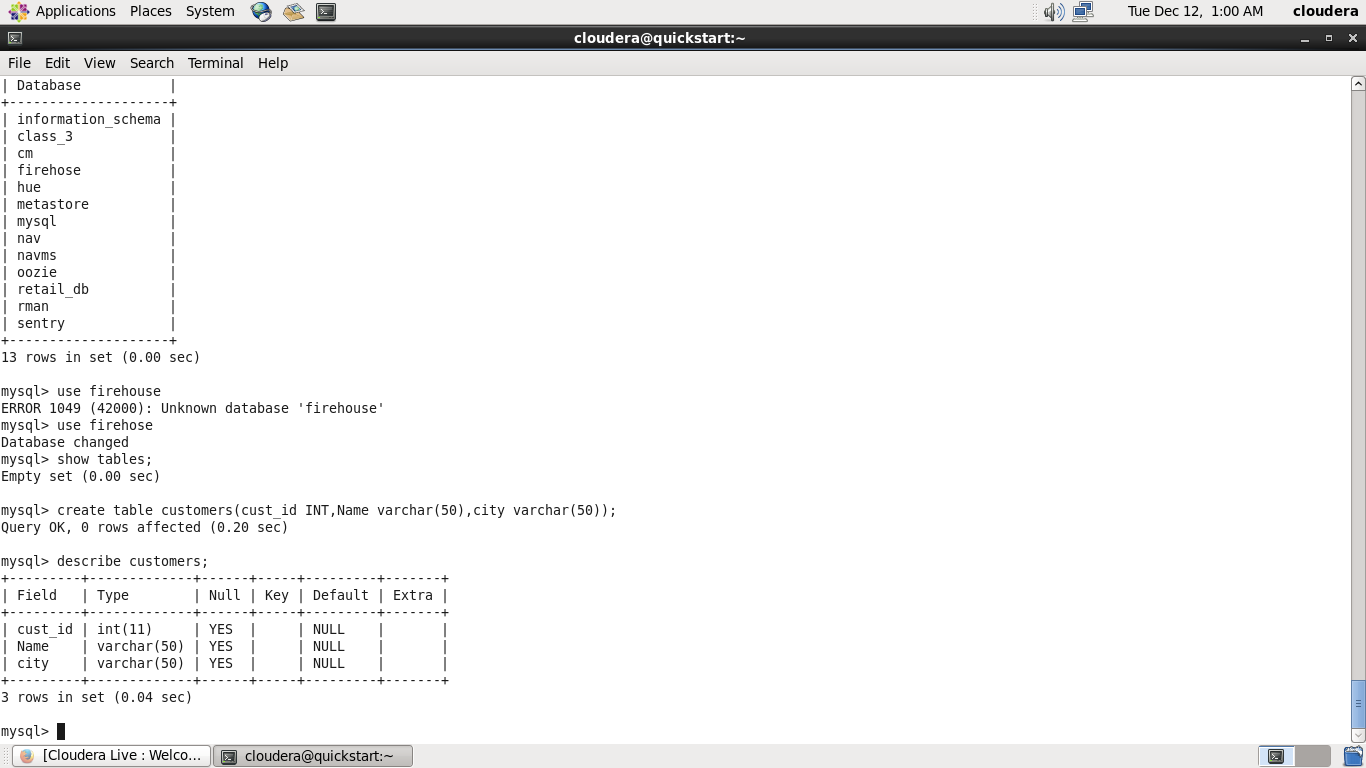 Applications Places System Tue Dec 12, 1:00 AM cloudera
cloudera@quickstart:~
File Edit View Search Terminal Help
| Database           |
+--------------------+
| information_schema |
| class_3            |
| cm                 |
| firehose           |
| hue                |
| metastore          |
| mysql              |
| nav                |
| navms              |
| oozie              |
| retail_db          |
| rman               |
| sentry             |
+--------------------+
13 rows in set (0.00 sec)
mysql> use firehouse
ERROR 1049 (42000): Unknown database 'firehouse'
mysql> use firehose
Database changed
mysql> show tables;
Empty set (0.00 sec)
mysql> create table customers(cust_id INT,Name varchar(50),city varchar(50));
Query OK, 0 rows affected (0.20 sec)
mysql> describe customers;
+---------+-------------+------+-----+---------+-------+
| Field   | Type        | Null | Key | Default | Extra |
+---------+-------------+------+-----+---------+-------+
| cust_id | int(11)     | YES  |     | NULL    |       |
| Name    | varchar(50) | YES  |     | NULL    |       |
| city    | varchar(50) | YES  |     | NULL    |       |
+---------+-------------+------+-----+---------+-------+
3 rows in set (0.04 sec)
mysql>
[Cloudera Live : Welco... cloudera@quickstart:~